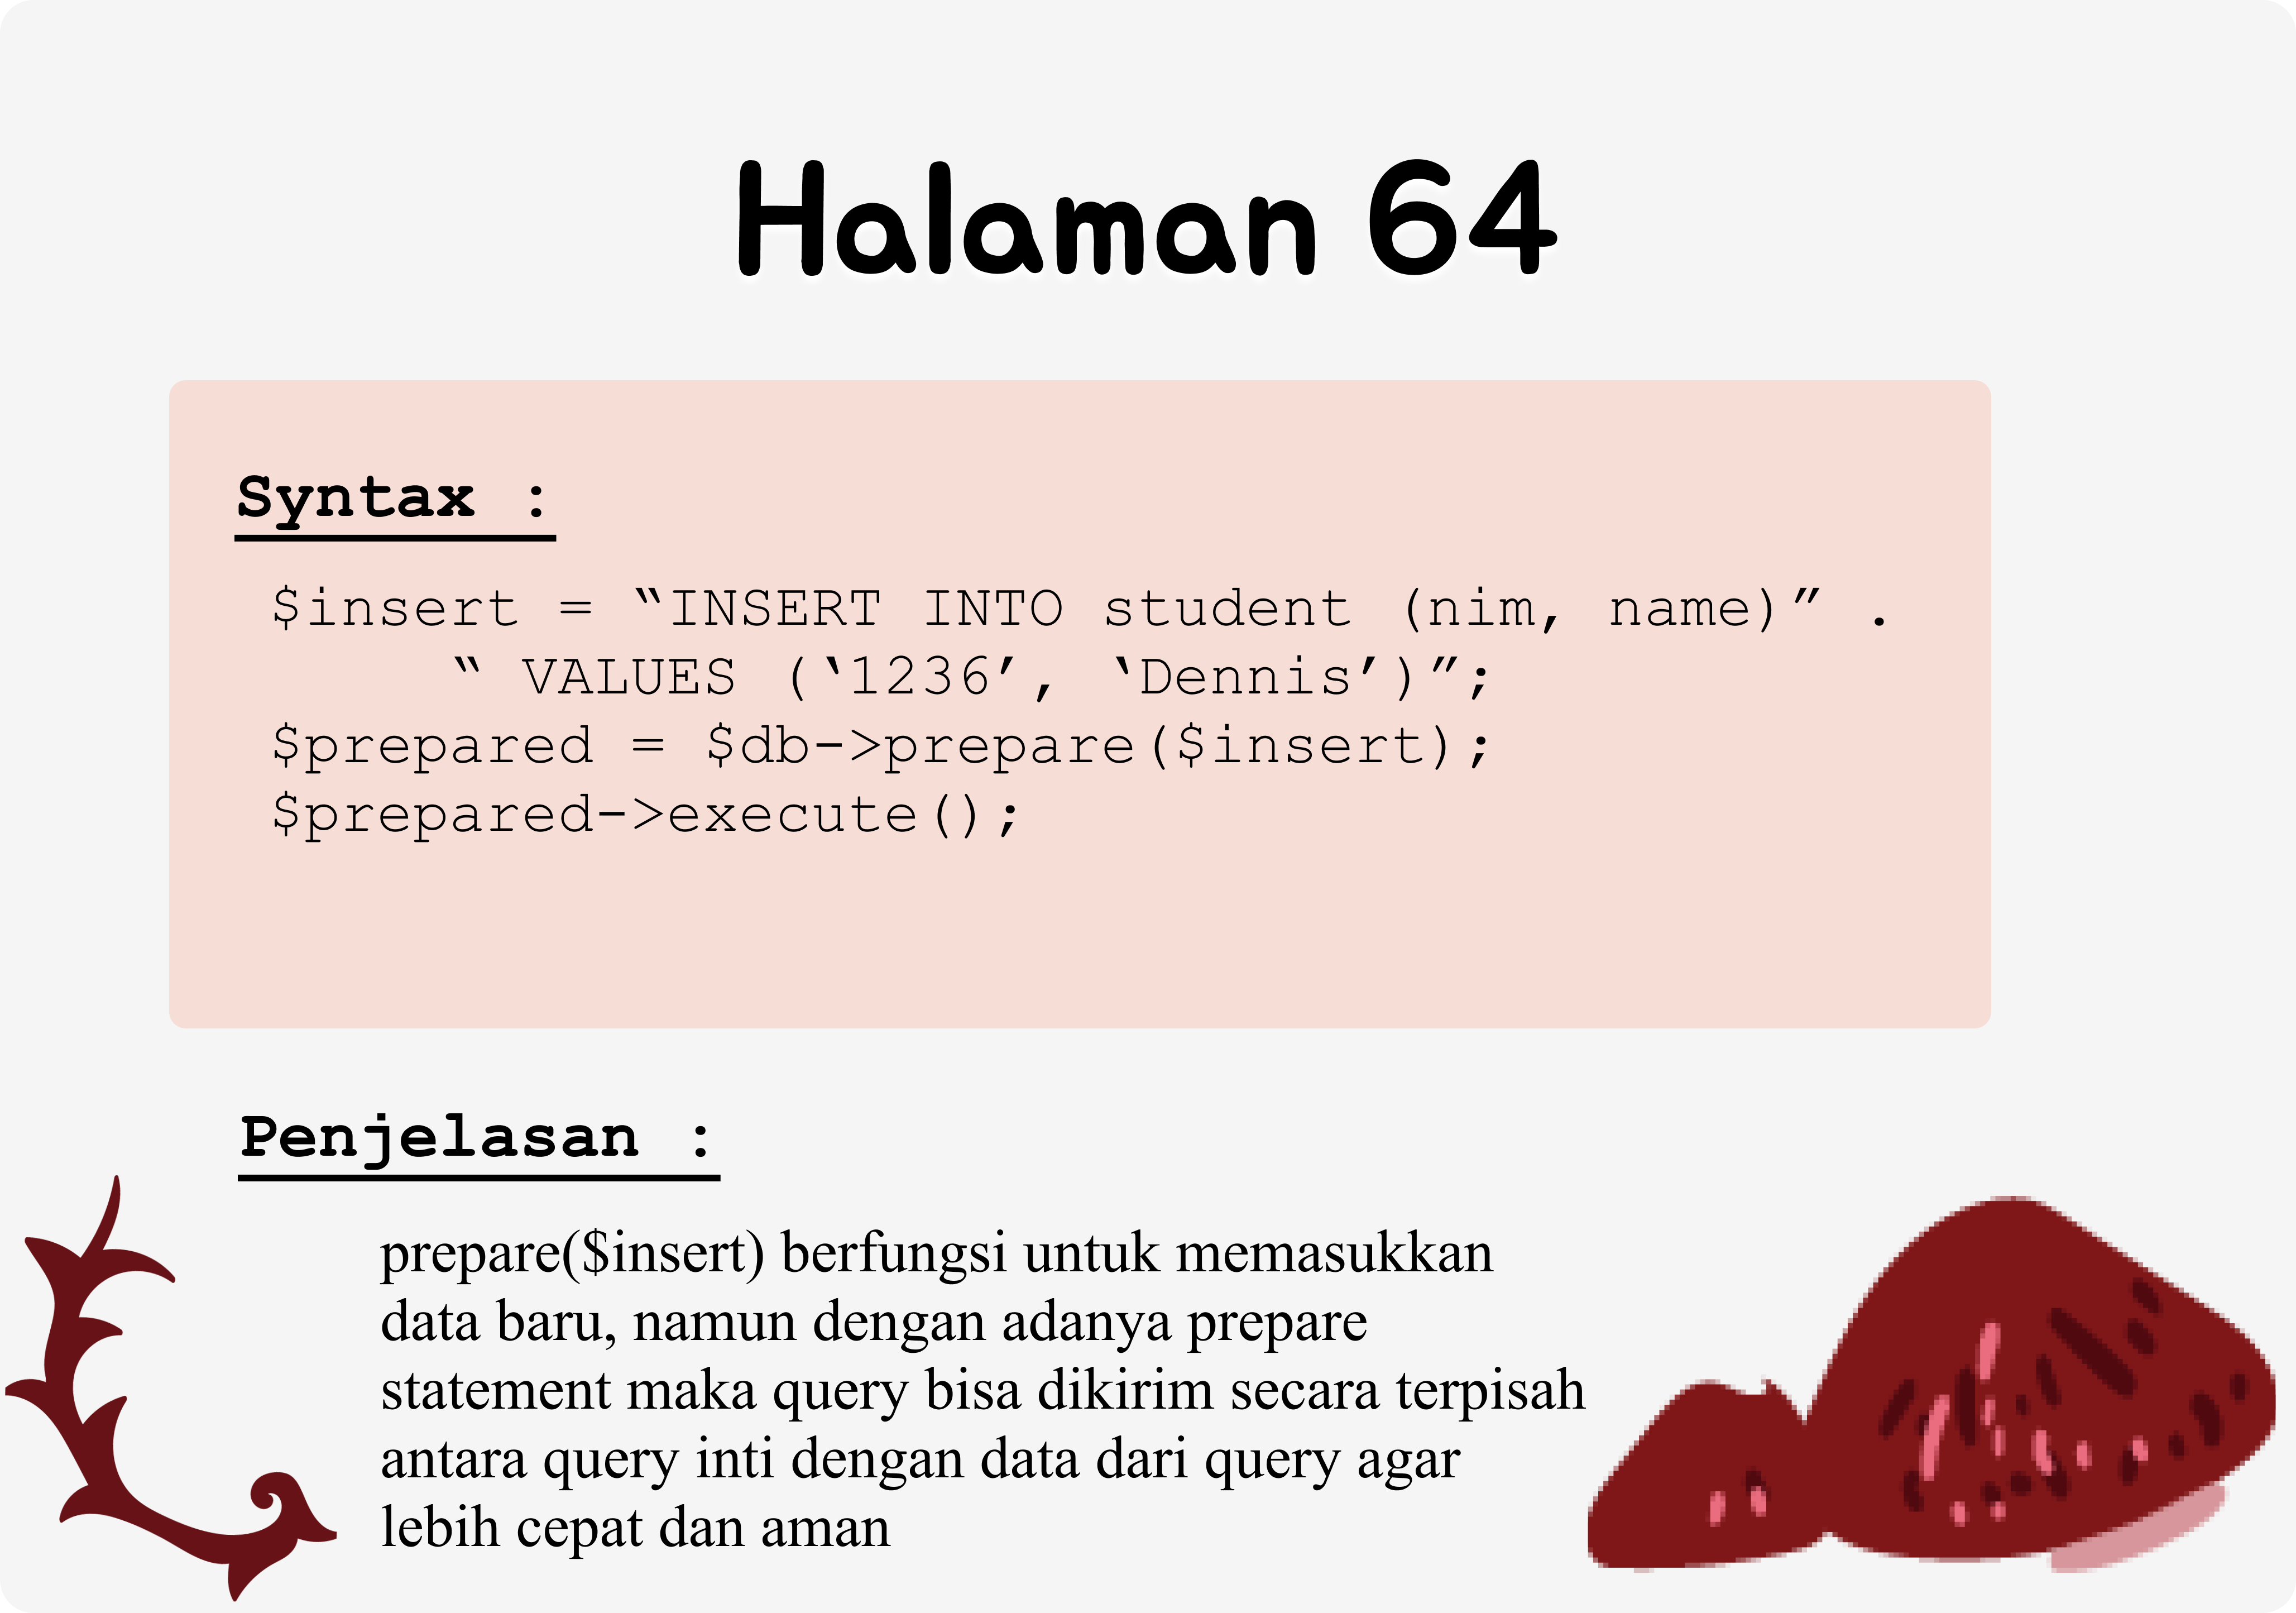 Halaman 64
Syntax :
$insert = “INSERT INTO student (nim, name)” .
“ VALUES (‘1236’, ‘Dennis’)”;
$prepared = $db->prepare($insert);
$prepared->execute();
Penjelasan :
prepare($insert) berfungsi untuk memasukkan
data baru, namun dengan adanya prepare
statement maka query bisa dikirim secara terpisah
antara query inti dengan data dari query agar
lebih cepat dan aman